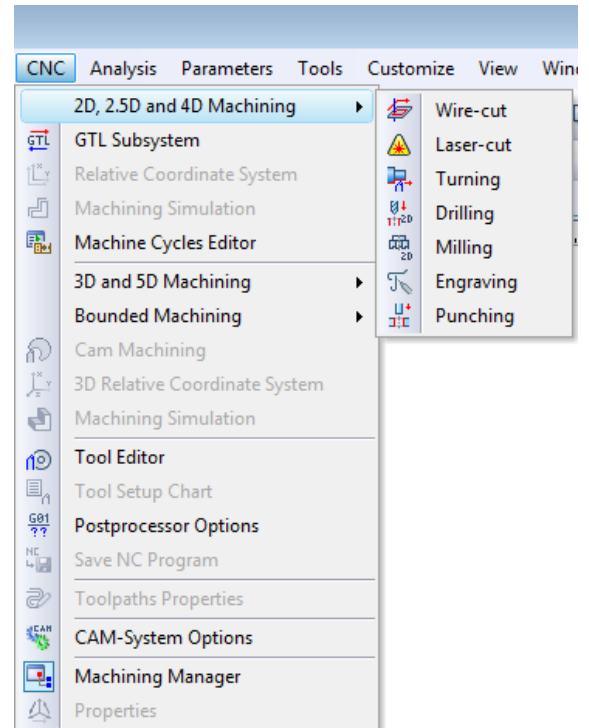 CNC Analysis Parameters Tools Customize View
2D, 2.5D and 4D Machining
GTL Subsystem
Relative Coordinate System
Machining Simulation
Machine Cycles Editor
3D and 5D Machining
Bounded Machining
Cam Machining
3D Relative Coordinate System
Machining Simulation
Tool Editor
Tool Setup Chart
Postprocessor Options
Save NC Program
Toolpaths Properties
CAM-System Options
Machining Manager
Properties
Wire-cut
Laser-cut
Turning
Drilling
Milling
Engraving
Punching